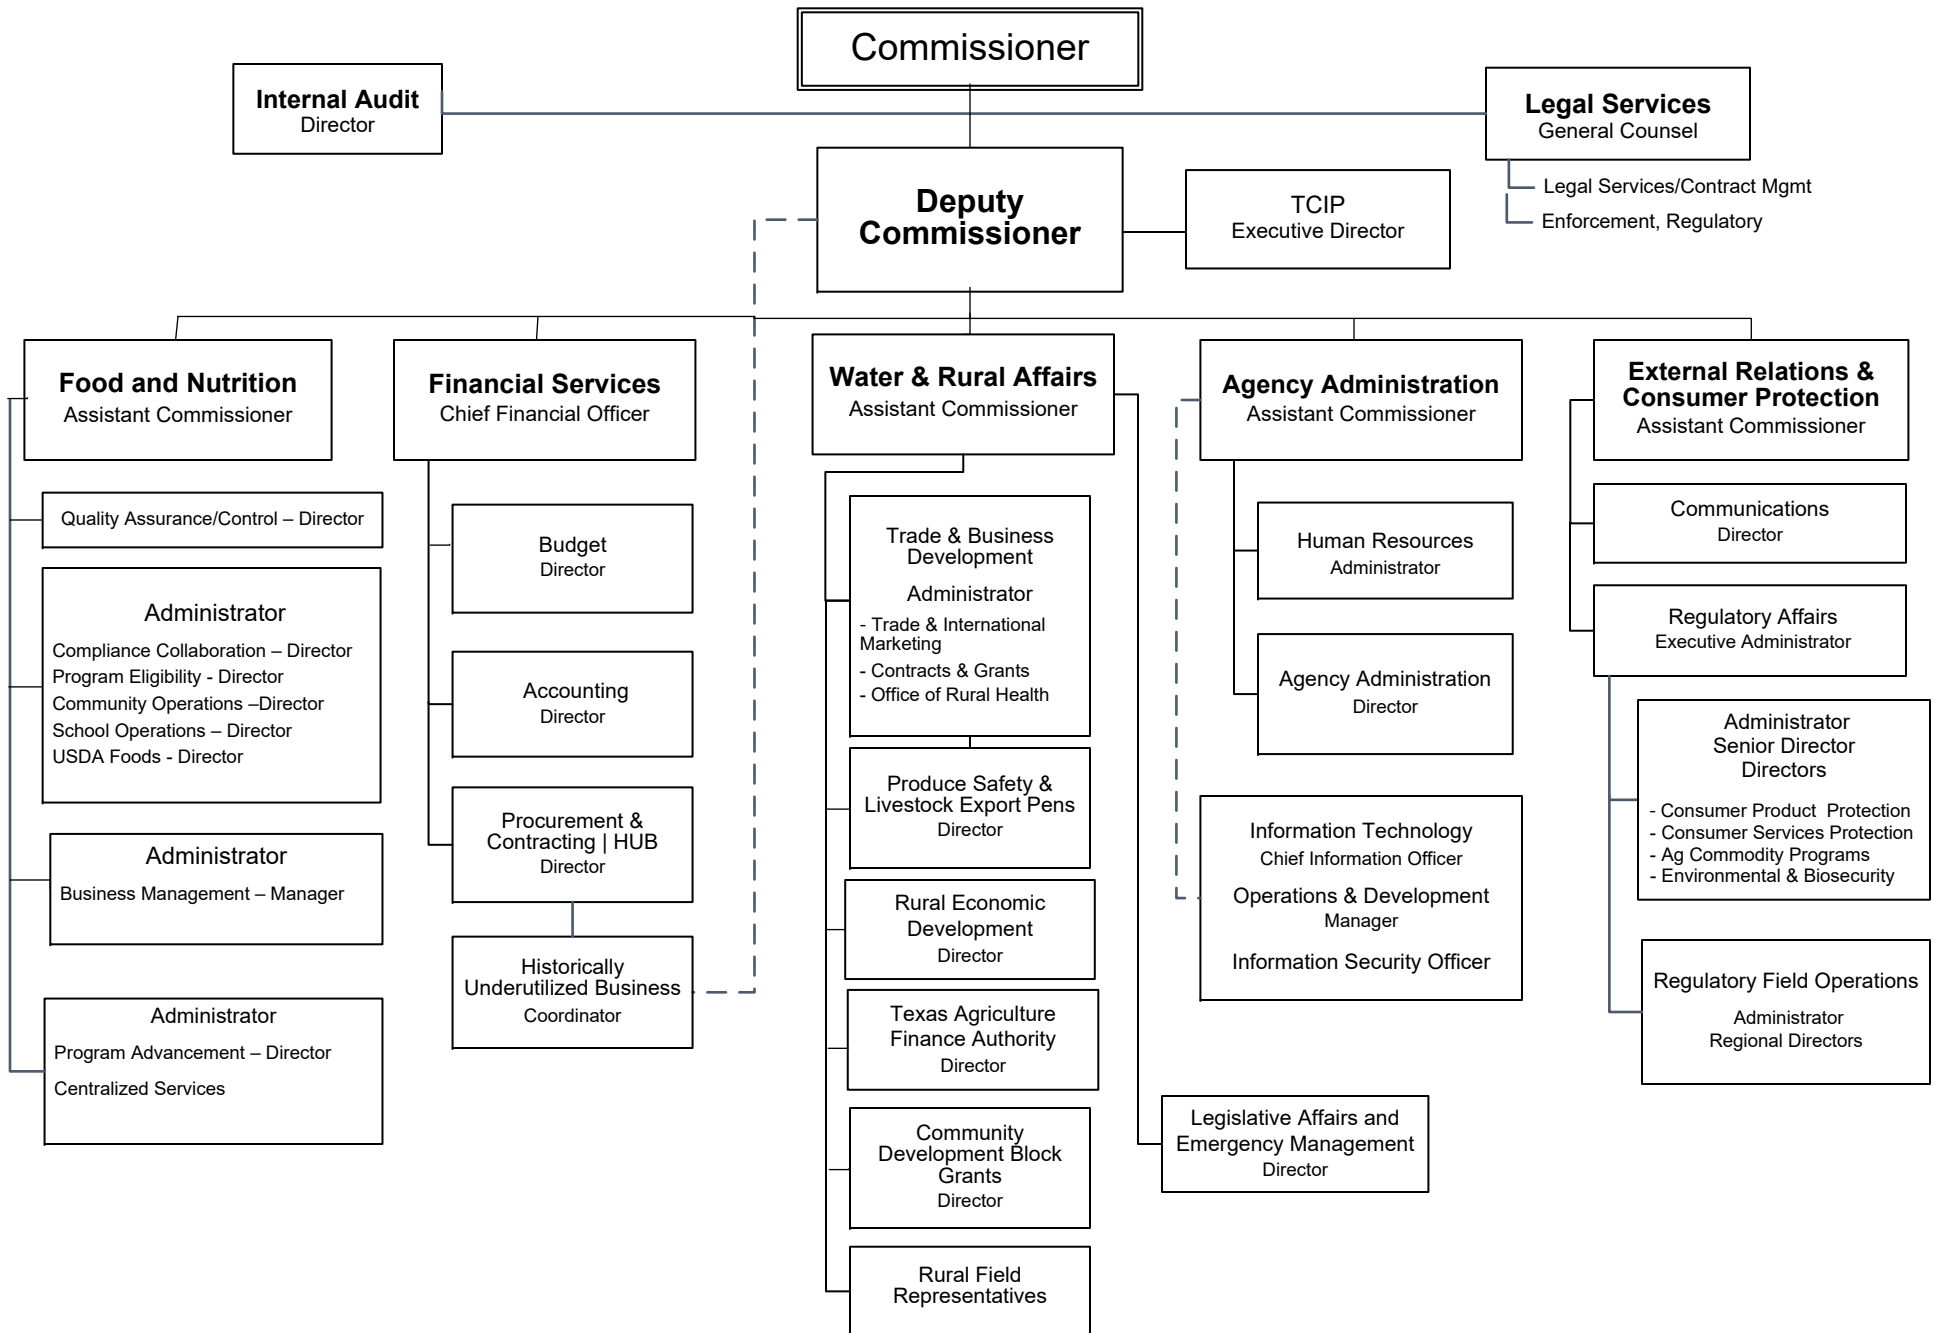 Commissioner
Internal Audit
Director
Legal Services
General Counsel
Legal Services/Contract Mgmt
Enforcement, Regulatory
Deputy
Commissioner
TCIP
Executive Director
Food and Nutrition
Assistant Commissioner
Quality Assurance/Control – Director
Administrator
Compliance Collaboration – Director
Program Eligibility - Director
Community Operations –Director
School Operations – Director
USDA Foods - Director
Administrator
Business Management – Manager
Administrator
Program Advancement – Director
Centralized Services
Financial Services
Chief Financial Officer
Budget
Director
Accounting
Director
Procurement &
Contracting | HUB
Director
Historically
Underutilized Business
Coordinator
Water & Rural Affairs
Assistant Commissioner
Trade & Business
Development
Administrator
- Trade & International
Marketing
- Contracts & Grants
- Office of Rural Health
Produce Safety &
Livestock Export Pens
Director
Rural Economic
Development
Director
Texas Agriculture
Finance Authority
Director
Community
Development Block
Grants
Director
Rural Field
Representatives
Legislative Affairs and
Emergency Management
Director
Agency Administration
Assistant Commissioner
Human Resources
Administrator
Agency Administration
Director
Information Technology
Chief Information Officer
Operations & Development
Manager
Information Security Officer
External Relations &
Consumer Protection
Assistant Commissioner
Communications
Director
Regulatory Affairs
Executive Administrator
Administrator
Senior Director
Directors
- Consumer Product  Protection
- Consumer Services Protection
- Ag Commodity Programs
- Environmental & Biosecurity
Regulatory Field Operations
Administrator
Regional Directors